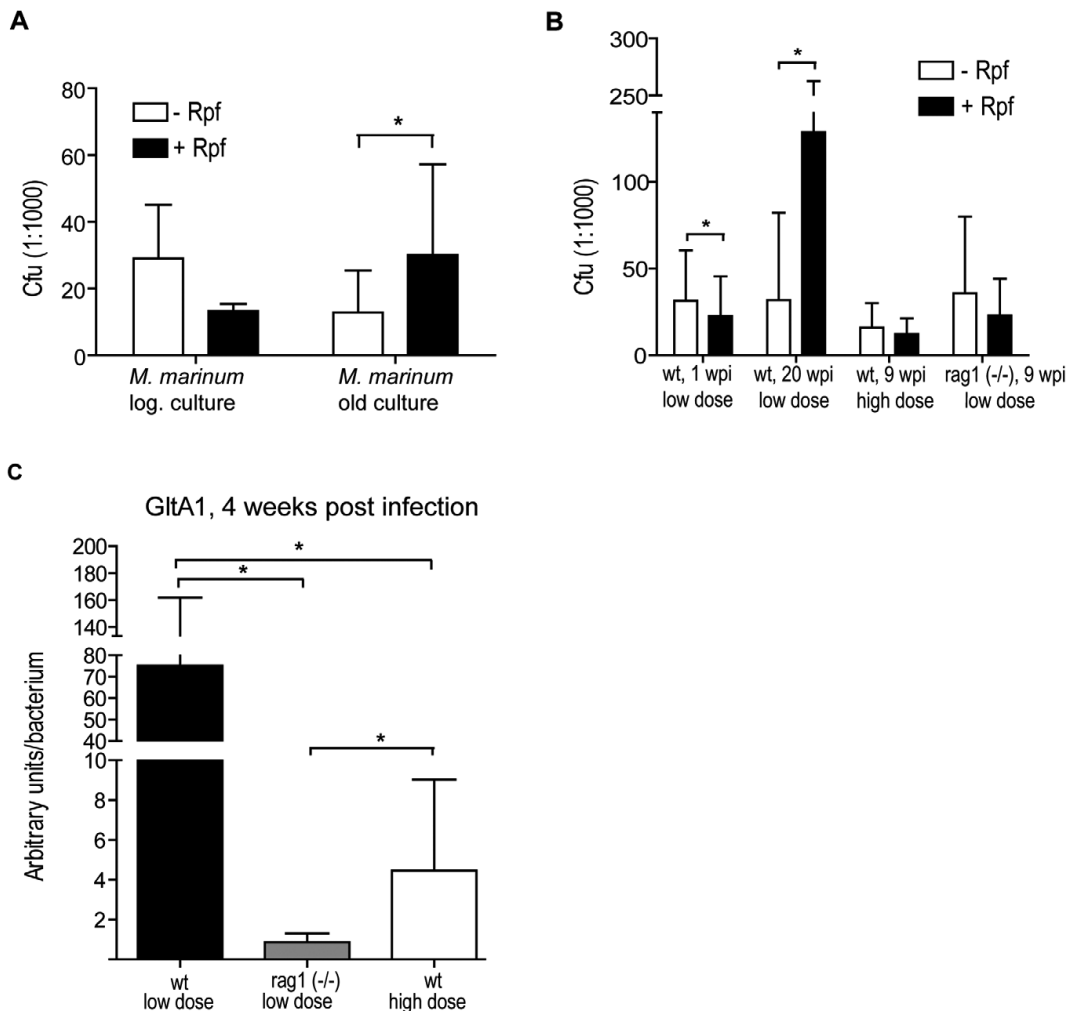 A
Cfu (1:1000)
80
60
40
20
0
- Rpf
+ Rpf
*
M. marinum
log. culture
M. marinum
old culture
B
Cfu (1:1000)
300
250
100
50
0
- Rpf
+ Rpf
*
*
wt, 1 wpi
low dose
wt, 20 wpi
low dose
wt, 9 wpi
high dose
rag1 (-/-), 9 wpi
low dose
C
GltA1, 4 weeks post infection
Arbitrary units/bacterium
200
180
160
140
80
70
60
50
40
10
8
6
4
2
*
*
*
wt
low dose
rag1 (-/-)
low dose
wt
high dose